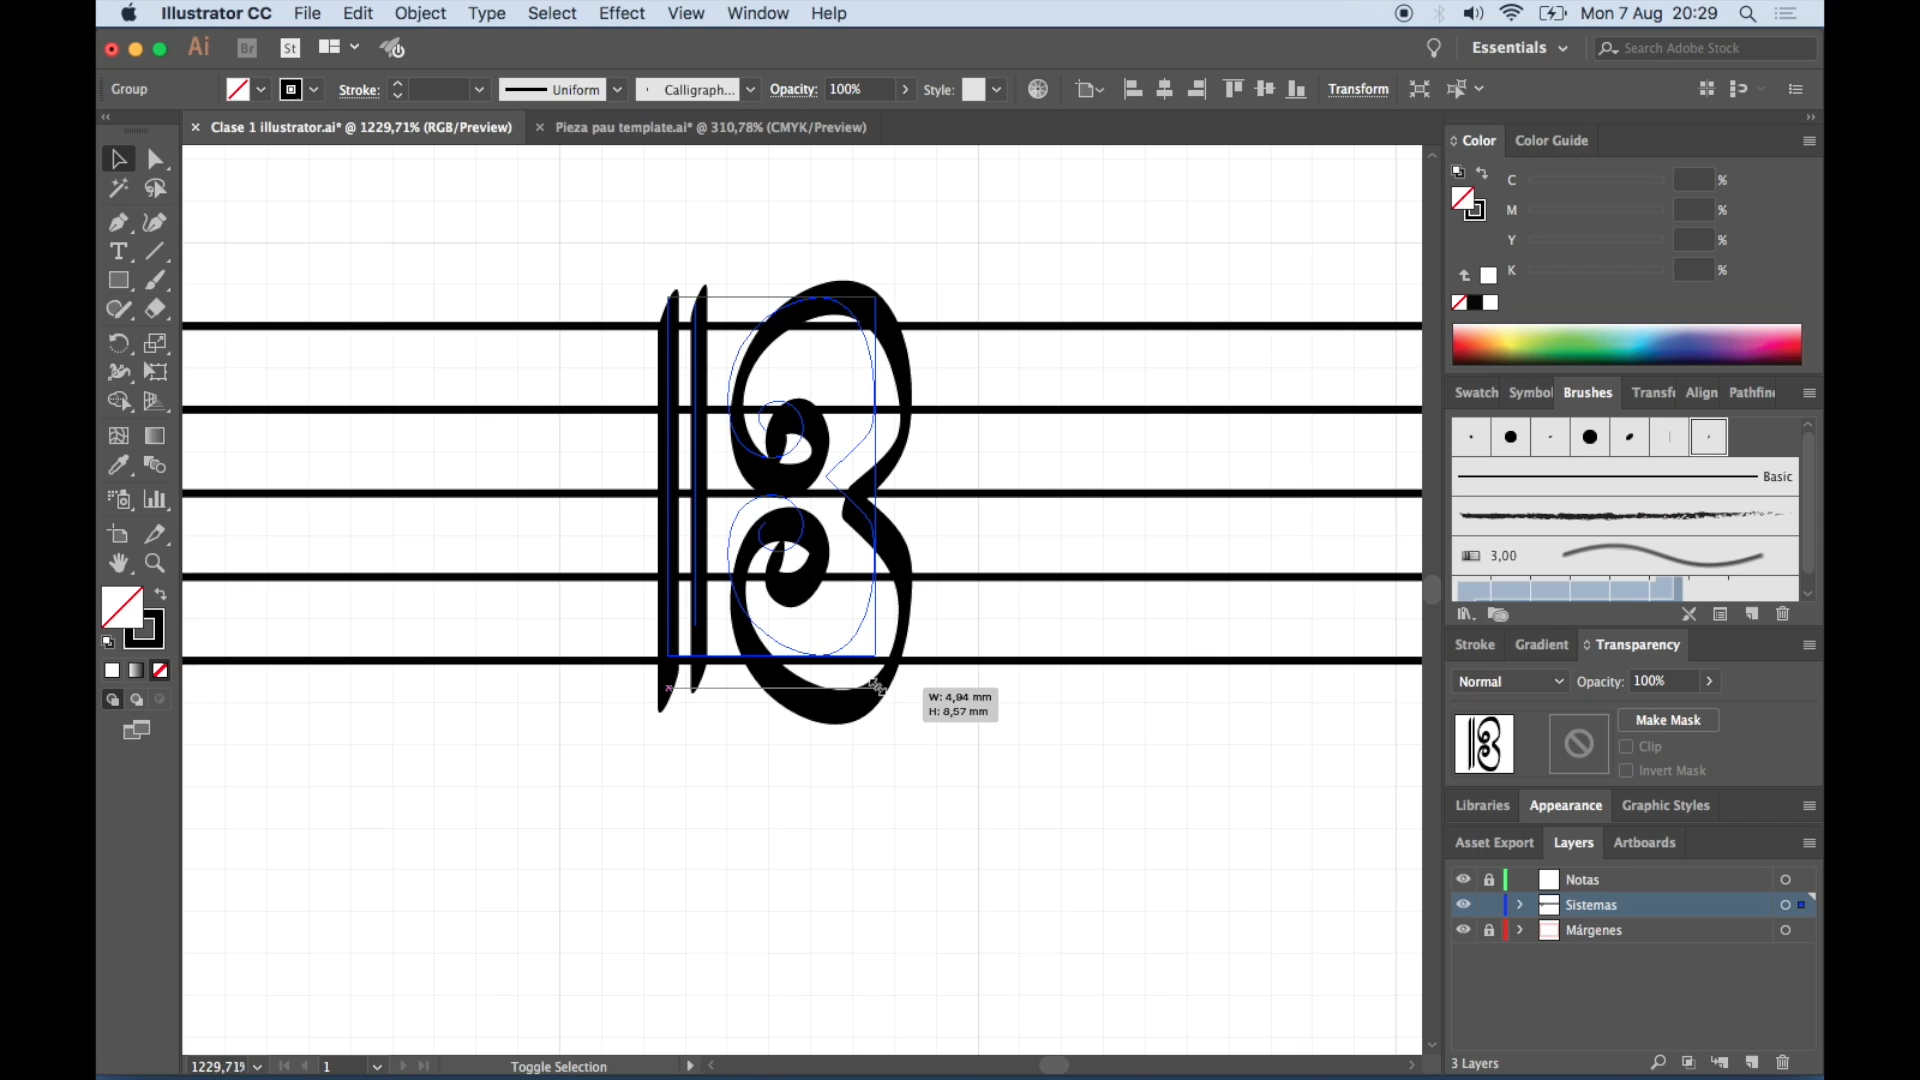 Illustrator CC File Edit Object Type Select Effect View Window Help Mon 7 Aug 20:29
Ai Br St Essentials Search Adobe Stock
Group Stroke: Uniform Calligraph... Opacity: 100% Style: Transform
Clase 1 illustrator.ai* @ 1229,71% (RGB/Preview) Pieza pau template.ai* @ 310,78% (CMYK/Preview)
Color Color Guide
C %
M %
Y %
K %
Swatch Symbol Brushes Transf Align Pathfin
Basic
3,00
Stroke Gradient Transparency
Normal Opacity: 100%
W: 4,94 mm
H: 8,57 mm
Make Mask
Clip
Invert Mask
Libraries Appearance Graphic Styles
Asset Export Layers Artboards
Notas
Sistemas
Márgenes
1229,71% 1 Toggle Selection 3 Layers